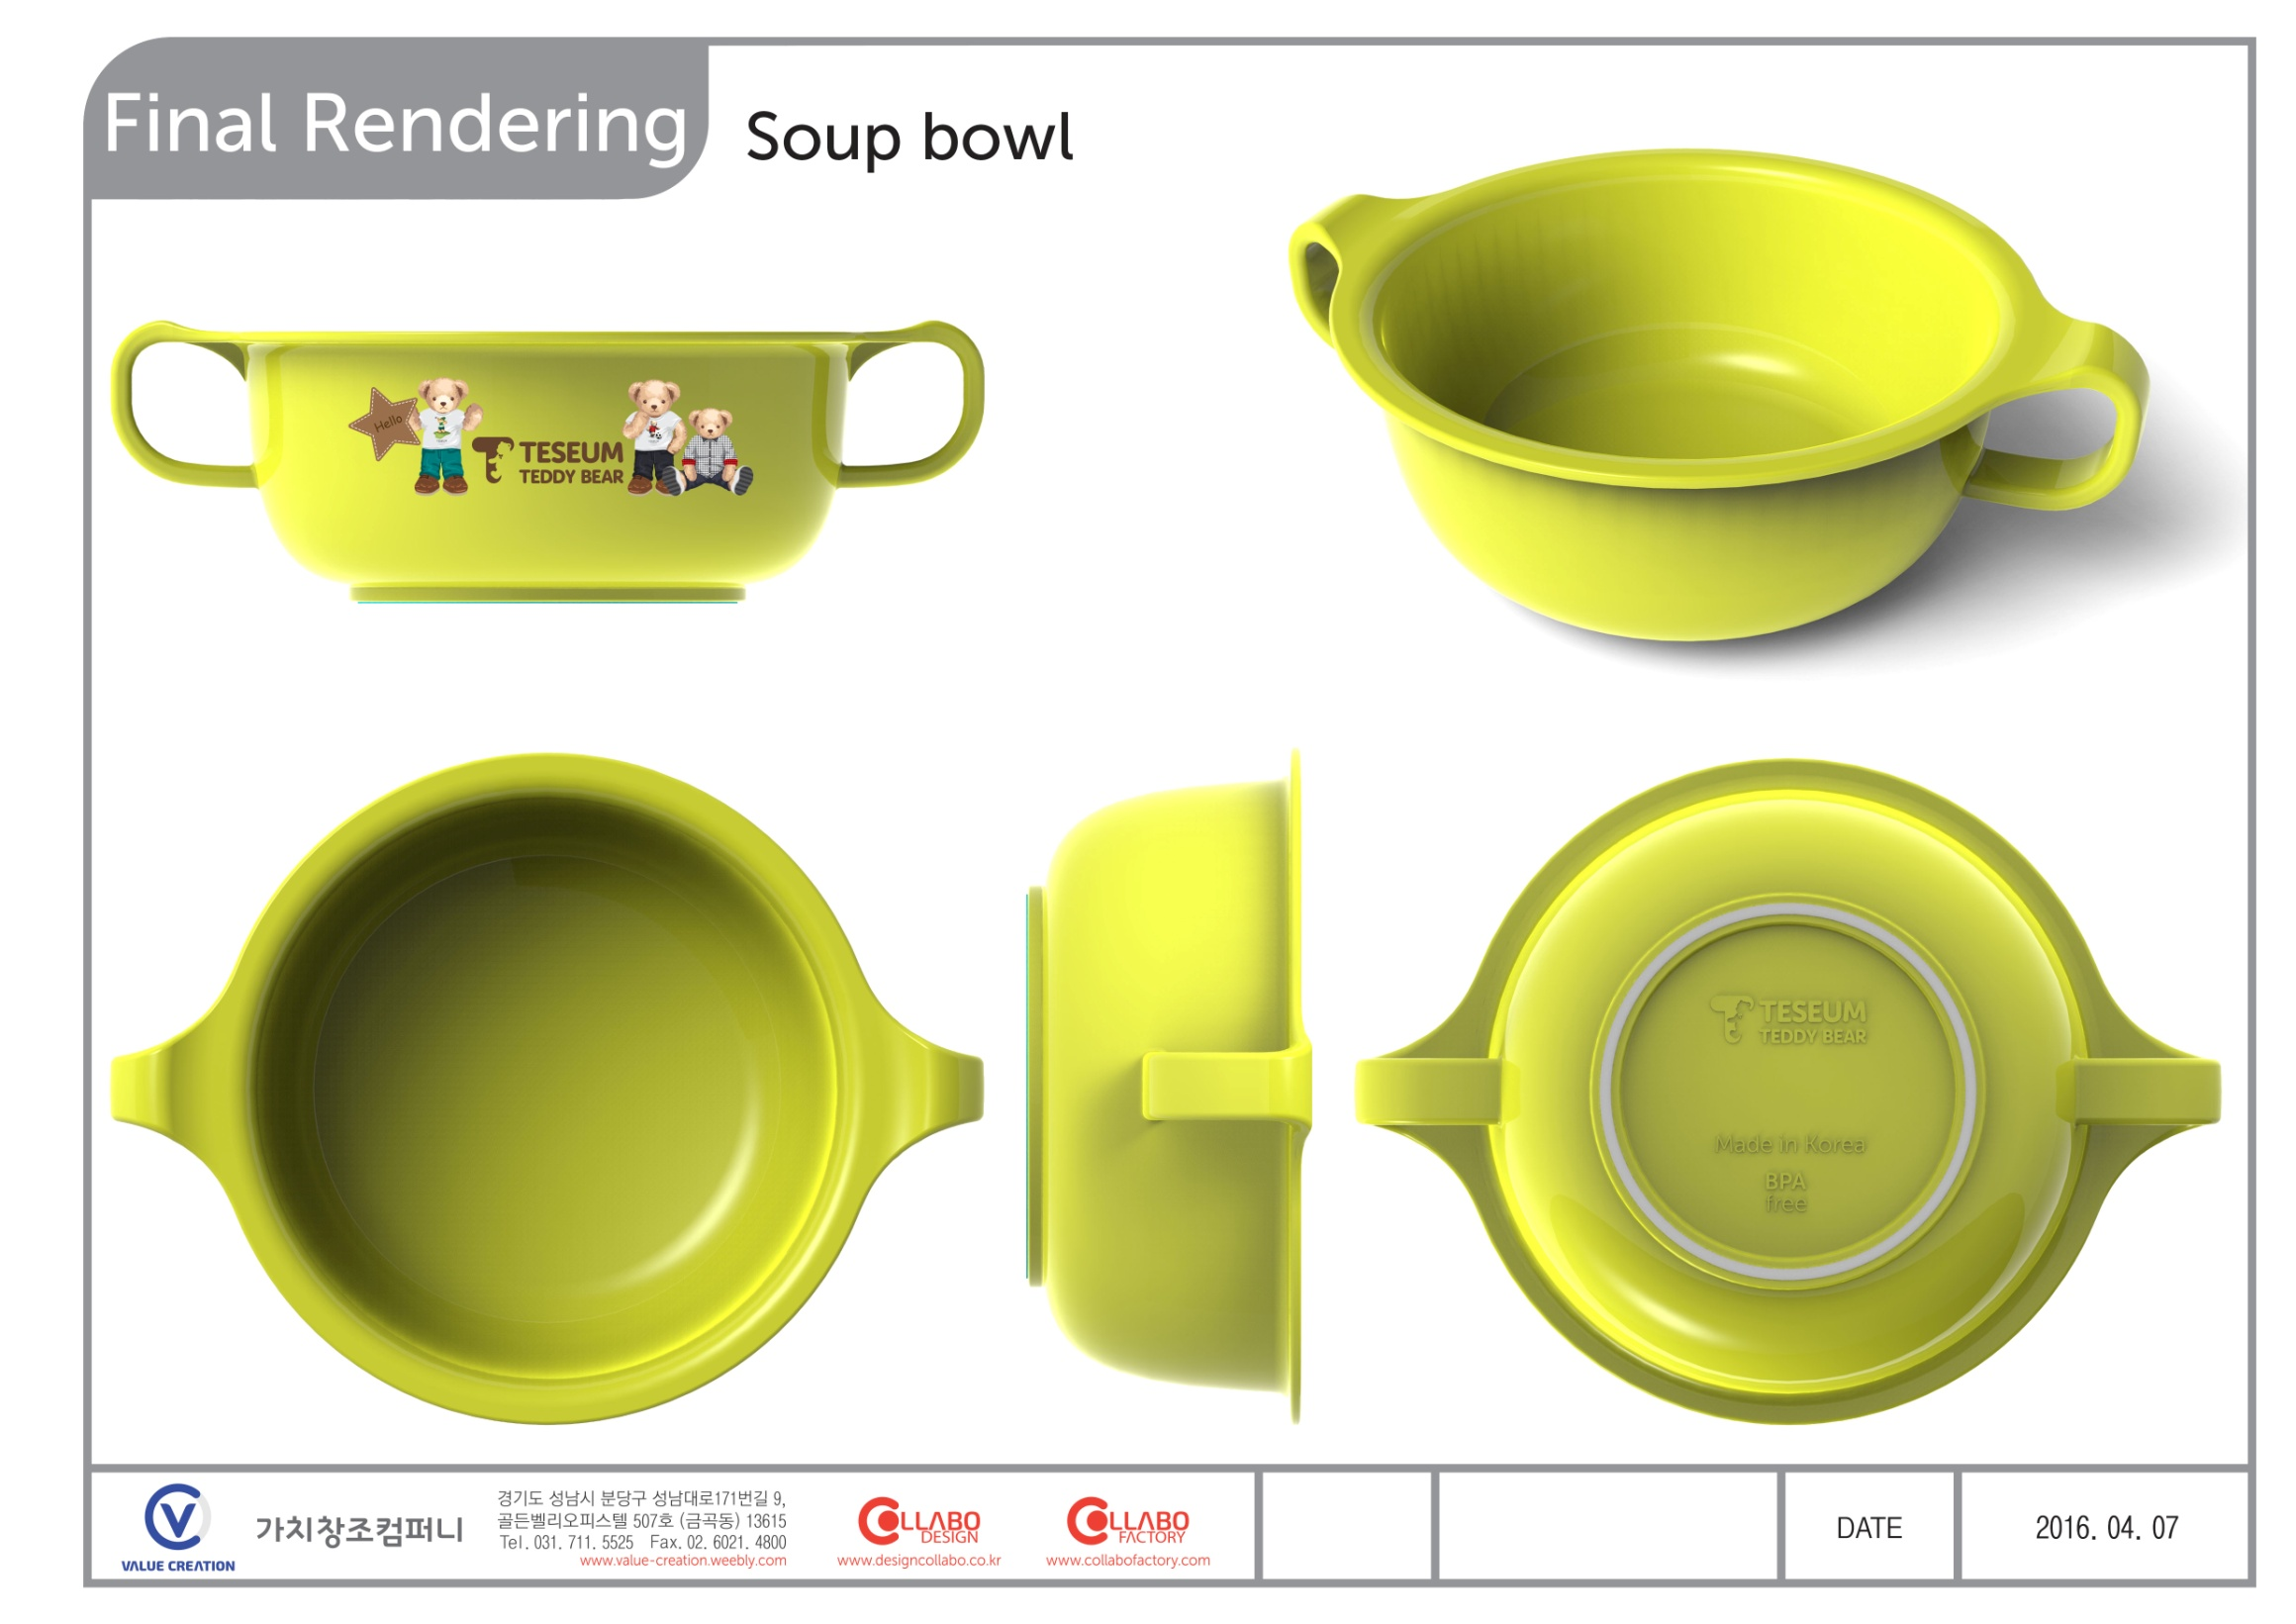 Final Rendering
Soup bowl
Hello
TESEUM
TEDDY BEAR
TESEUM
TEDDY BEAR
Made in Korea
BPA
free
VALUE CREATION
가치창조컴퍼니
경기도 성남시 분당구 성남대로171번길 9,
골든벨리오피스텔 507호 (금곡동) 13615
Tel. 031. 711. 5525 Fax. 02. 6021. 4800
www.value-creation.weebly.com
COLLABO
DESIGN
www.designcollabo.co.kr
COLLABO
FACTORY
www.collabofactory.com
DATE
2016. 04. 07